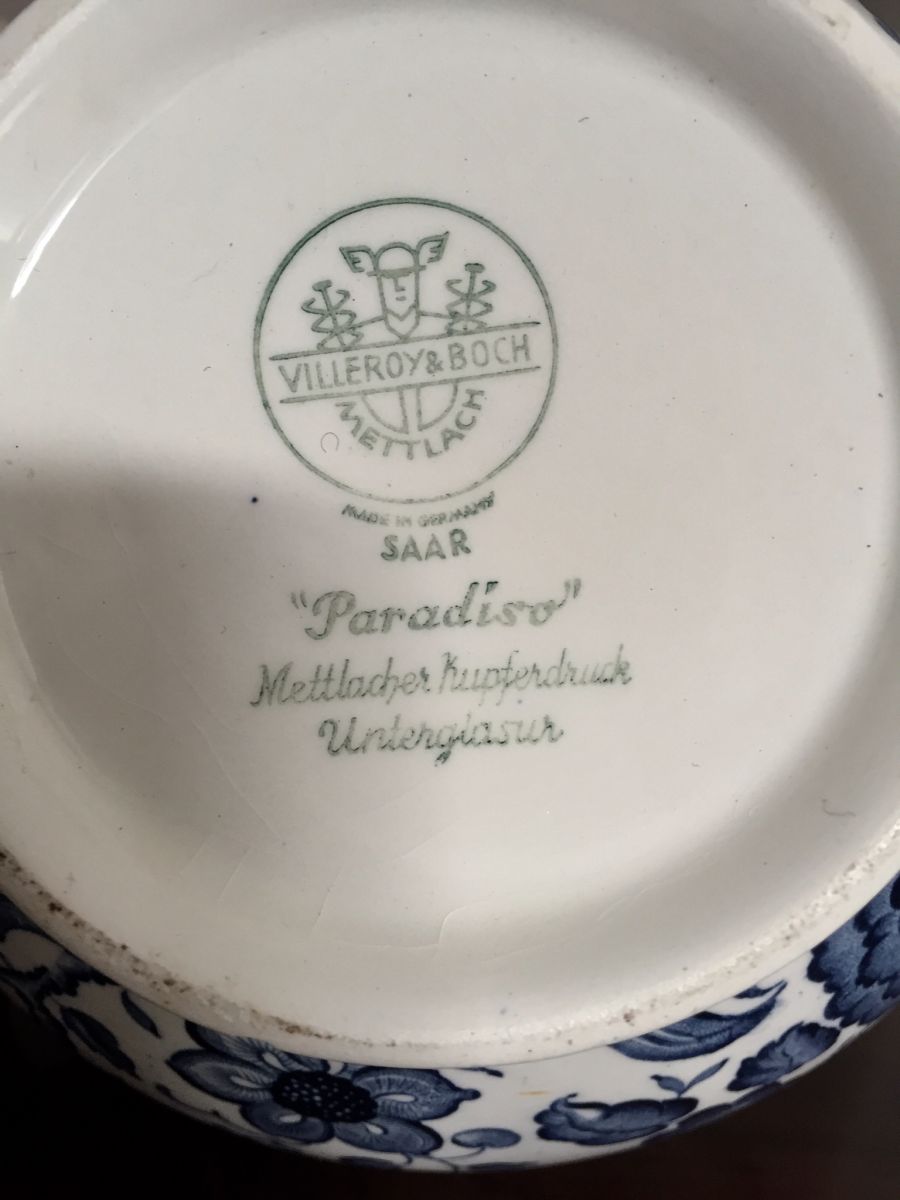 VILLEROY & BOCH
METTLACH
MADE IN GERMANY
SAAR
"Paradiso"
Mettlacher Kupferdruck
Unterglasur